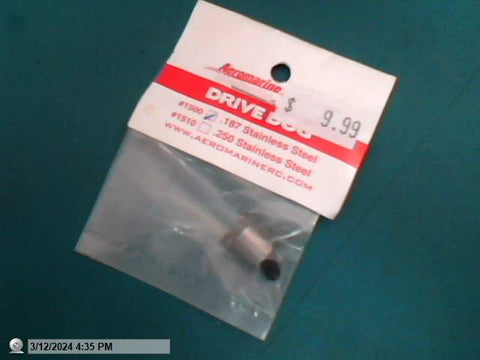 Aeromarine
DRIVE DOG
$ 9.99
#1500 .187 Stainless Steel
#1510 .250 Stainless Steel
WWW.AEROMARINERC.COM
3/12/2024 4:35 PM